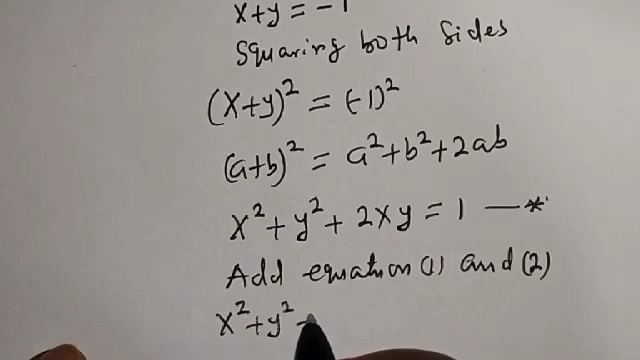 x+y = -1
Squaring both sides
(x+y)² = (-1)²
(a+b)² = a²+b²+2ab
x²+y²+2xy = 1 —*
Add equation (1) and (2)
x²+y²